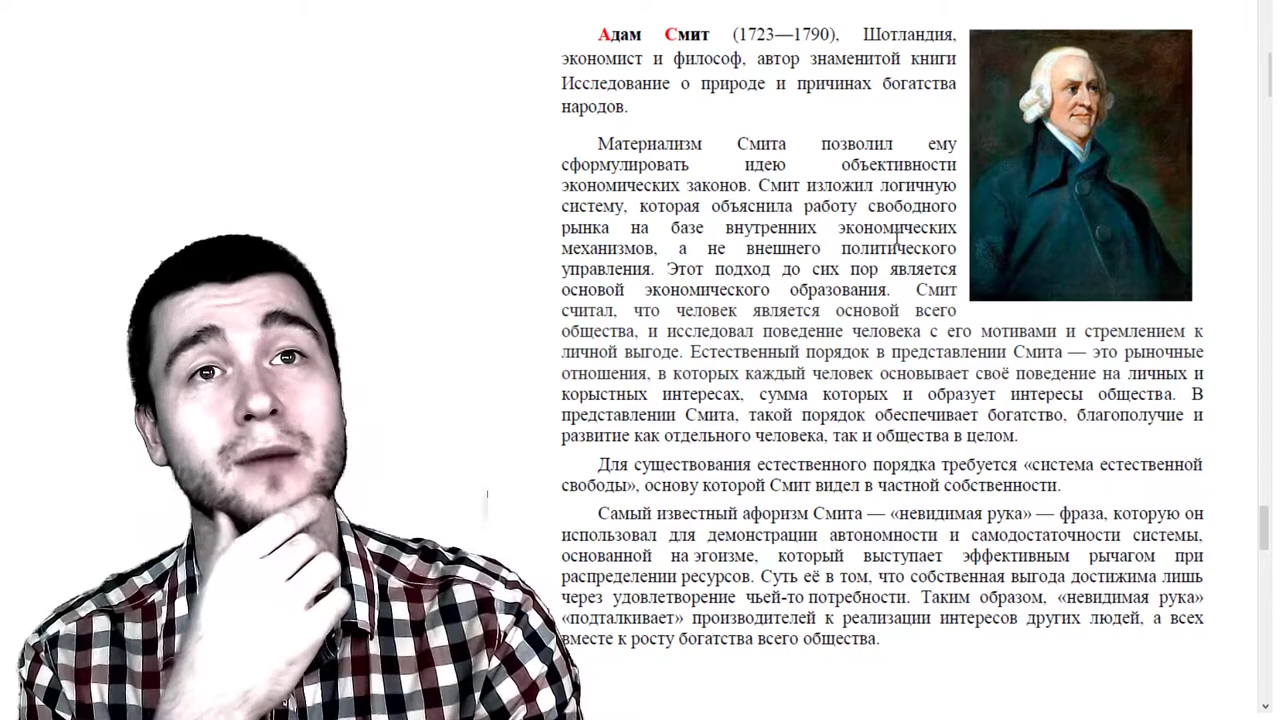 Адам Смит (1723—1790), Шотландия,
экономист и философ, автор знаменитой книги
Исследование о природе и причинах богатства
народов.
Материализм Смита позволил ему
сформулировать идею объективности
экономических законов. Смит изложил логичную
систему, которая объяснила работу свободного
рынка на базе внутренних экономических
механизмов, а не внешнего политического
управления. Этот подход до сих пор является
основой экономического образования. Смит
считал, что человек является основой всего
общества, и исследовал поведение человека с его мотивами и стремлением к
личной выгоде. Естественный порядок в представлении Смита — это рыночные
отношения, в которых каждый человек основывает своё поведение на личных и
корыстных интересах, сумма которых и образует интересы общества. В
представлении Смита, такой порядок обеспечивает богатство, благополучие и
развитие как отдельного человека, так и общества в целом.
Для существования естественного порядка требуется «система естественной
свободы», основу которой Смит видел в частной собственности.
Самый известный афоризм Смита — «невидимая рука» — фраза, которую он
использовал для демонстрации автономности и самодостаточности системы,
основанной на эгоизме, который выступает эффективным рычагом при
распределении ресурсов. Суть её в том, что собственная выгода достижима лишь
через удовлетворение чьей-то потребности. Таким образом, «невидимая рука»
«подталкивает» производителей к реализации интересов других людей, а всех
вместе к росту богатства всего общества.